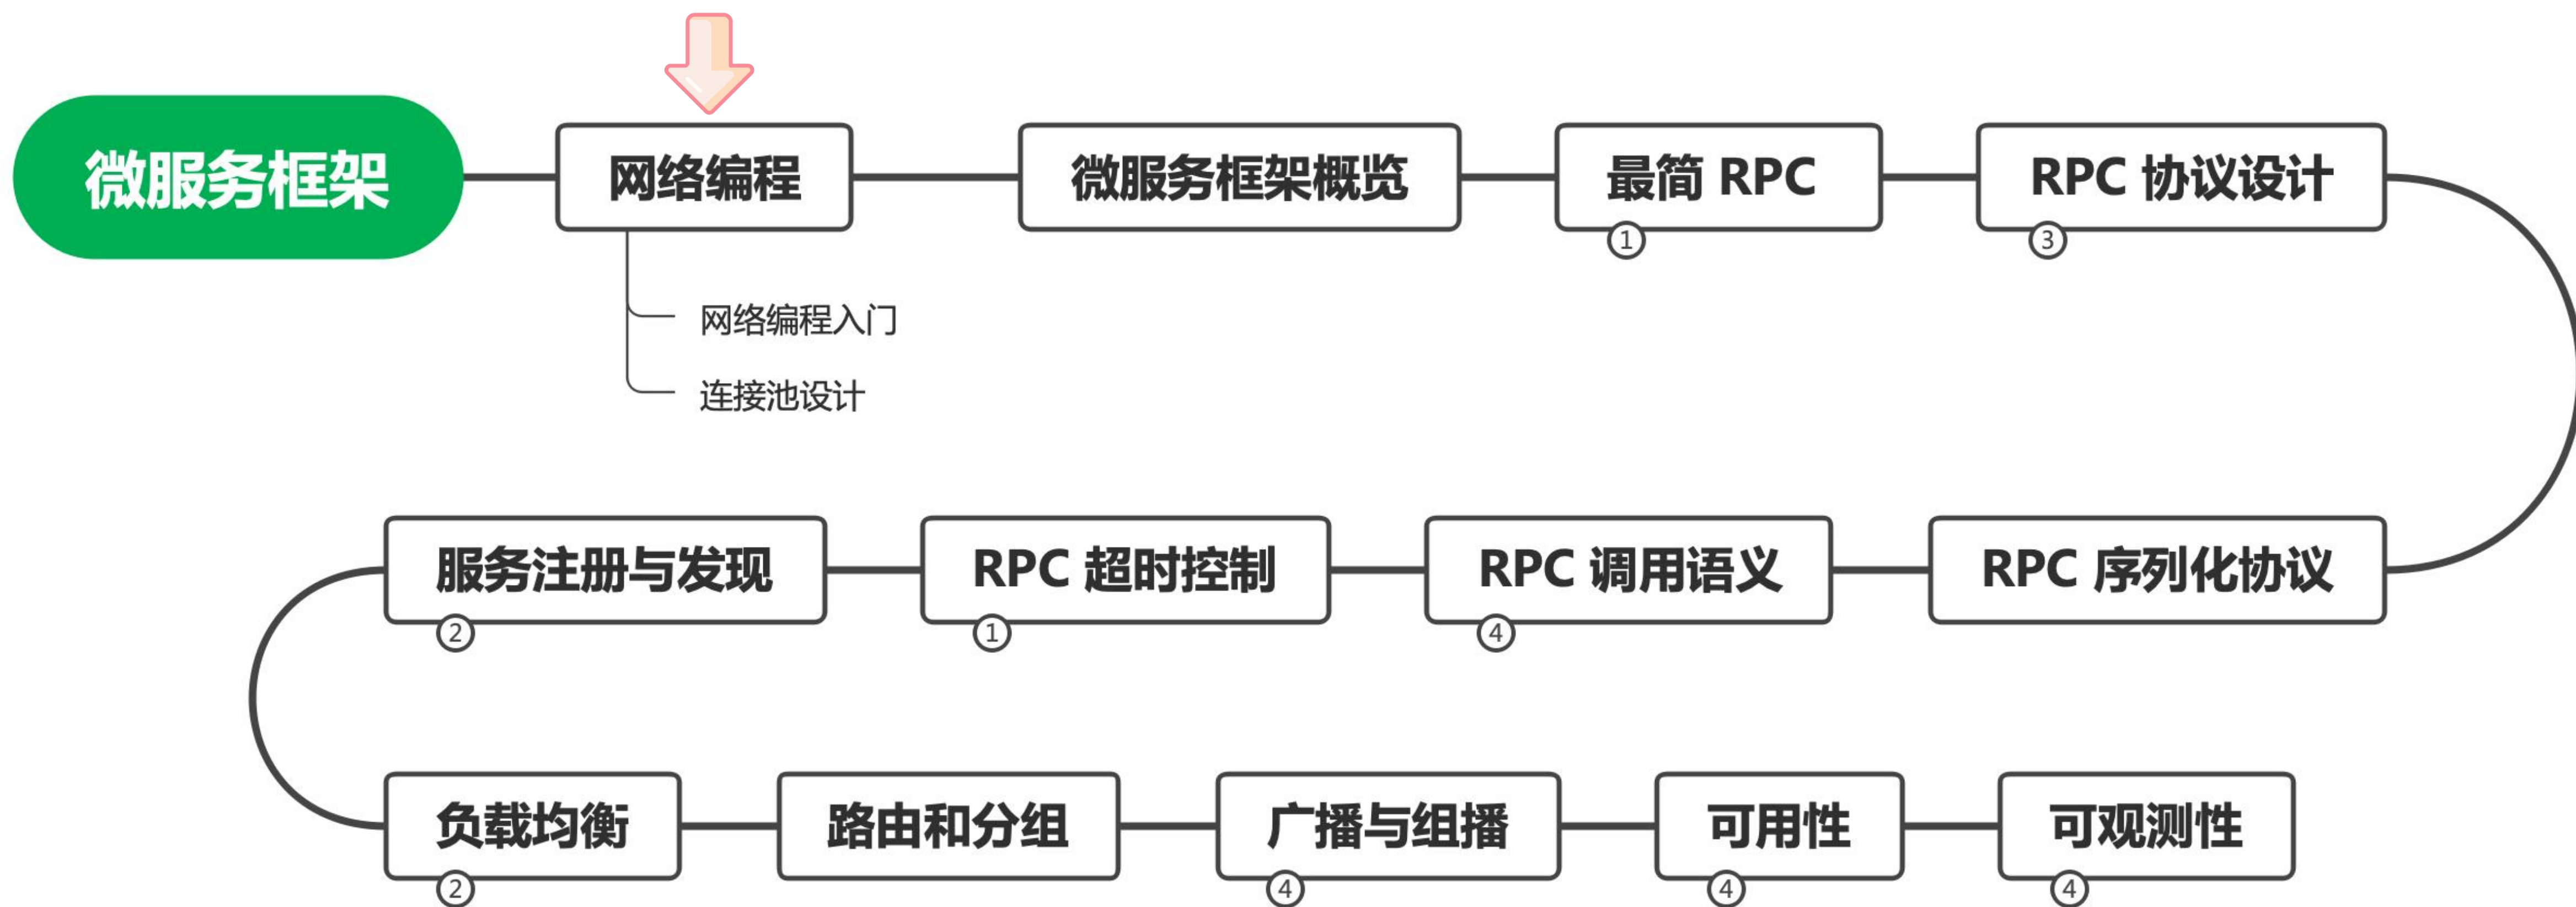 微服务框架
网络编程
网络编程入门
连接池设计
微服务框架概览
最简 RPC
1
RPC 协议设计
3
RPC 序列化协议
RPC 调用语义
4
RPC 超时控制
1
服务注册与发现
2
负载均衡
2
路由和分组
广播与组播
4
可用性
4
可观测性
4